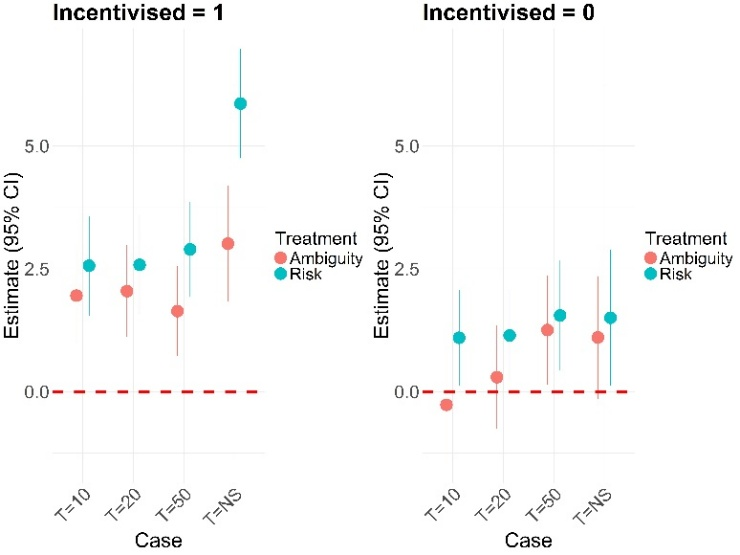 Incentivised = 1
Estimate (95% CI)
5.0
2.5
0.0
T=10
T=20
T=50
T=NS
Case
Treatment
Ambiguity
Risk
Incentivised = 0
Estimate (95% CI)
5.0
2.5
0.0
T=10
T=20
T=50
T=NS
Case
Treatment
Ambiguity
Risk